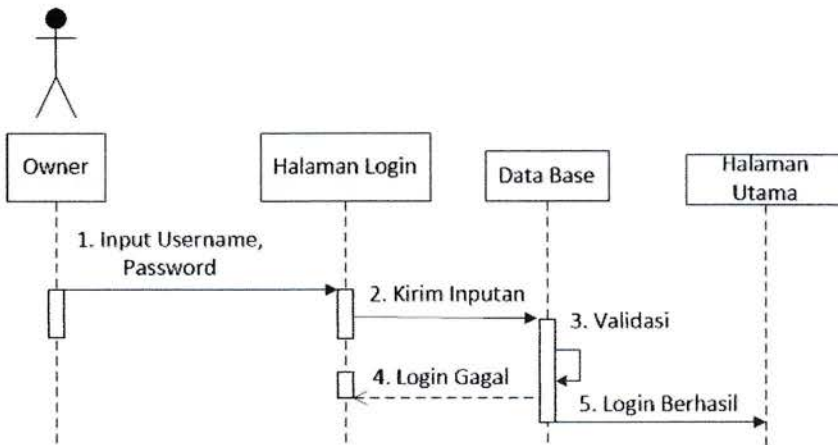 Owner
Halaman Login
Data Base
Halaman
Utama
1. Input Username,
Password
2. Kirim Inputan
3. Validasi
4. Login Gagal
5. Login Berhasil